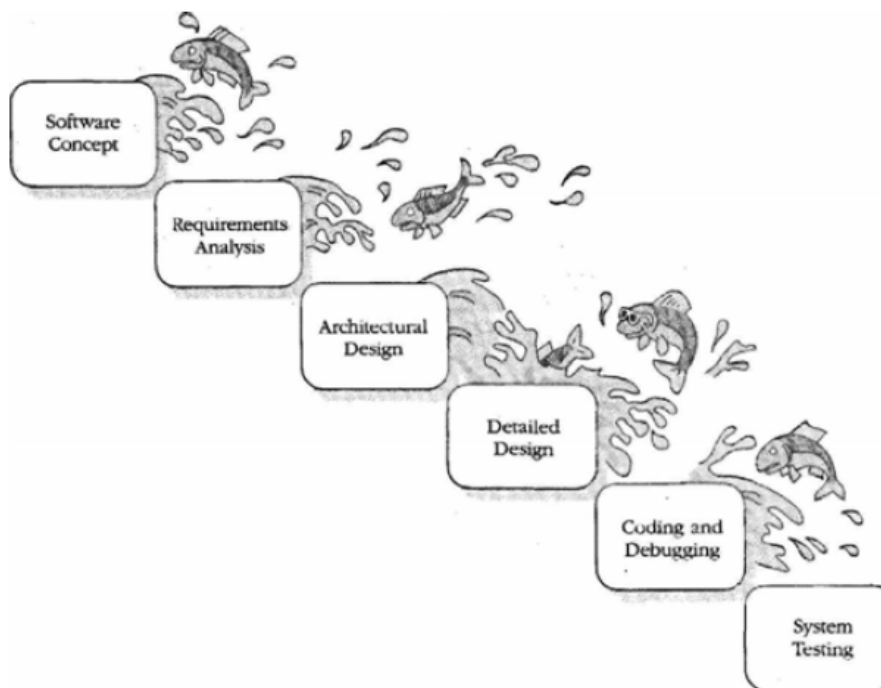 Software
Concept
Requirements
Analysis
Architectural
Design
Detailed
Design
Coding and
Debugging
System
Testing